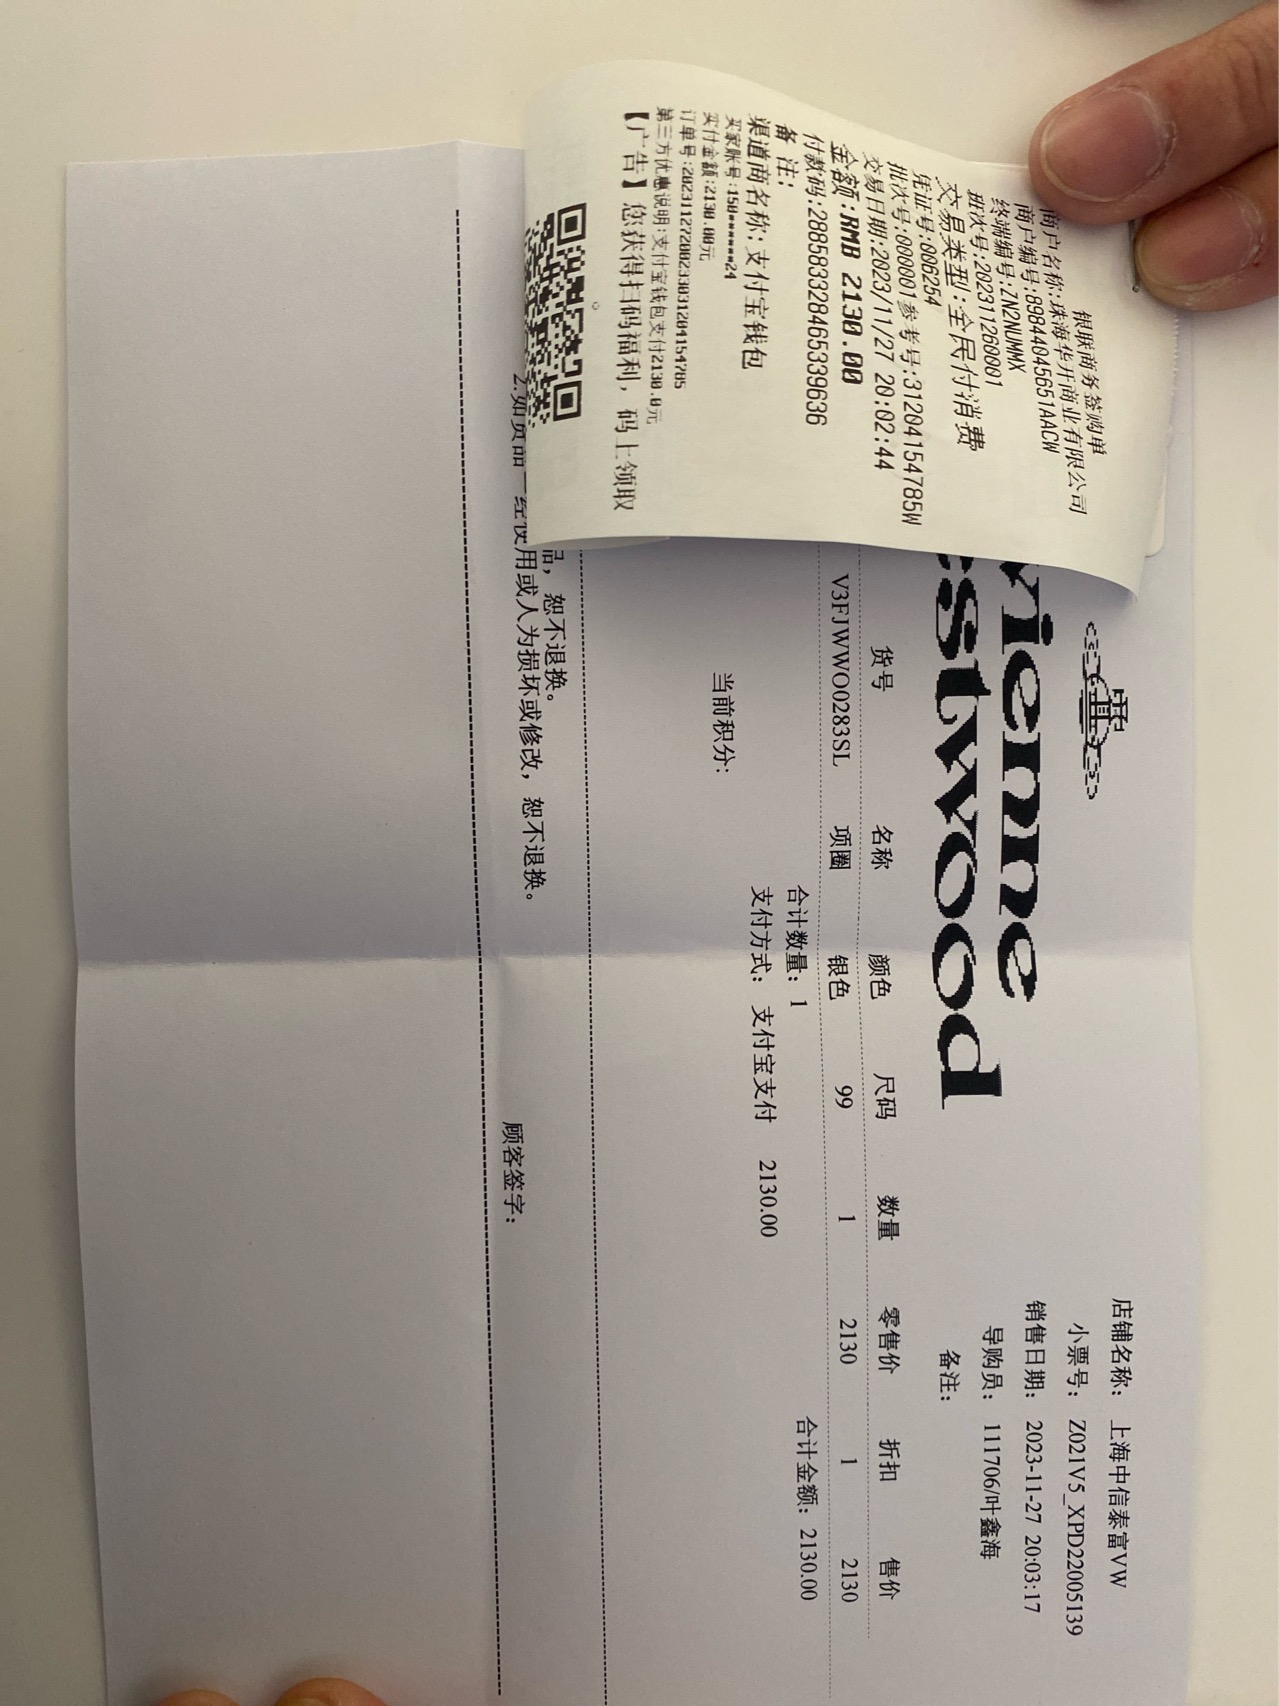 银联商务签购单
商户名称:珠海华开商业有限公司
商户编号:89844045651AACW
终端编号:ZN2NUMMX
班次号:202311260001
交易类型:全民付消费
凭证号:006254
批次号:000001参考号:31204154785W
交易日期:2023/11/27 20:02:44
金额:RMB 2130.00
付款码:288583328465339636
备注:
渠道商名称:支付宝钱包
买家账号:150******24
实付金额:2130.00元
第三方优惠说明:支付宝钱包支付2130.0元
【广告】您获得扫码福利，码上领取
vienne
stwood
店铺名称： 上海中信泰富VW
小票号： Z021V5_XPD22005139
销售日期： 2023-11-27 20:03:17
导购员： 111706/叶鑫海
备注：
货号 名称 颜色 尺码 数量 零售价 折扣 售价
V3FJWWO0283SL 项圈 银色 99 1 2130 1 2130
合计数量：1 合计金额：2130.00
支付方式： 支付宝支付 2130.00
当前积分：
品，恕不退换。
2.如货品一经使用或人为损坏或修改，恕不退换。
顾客签字：